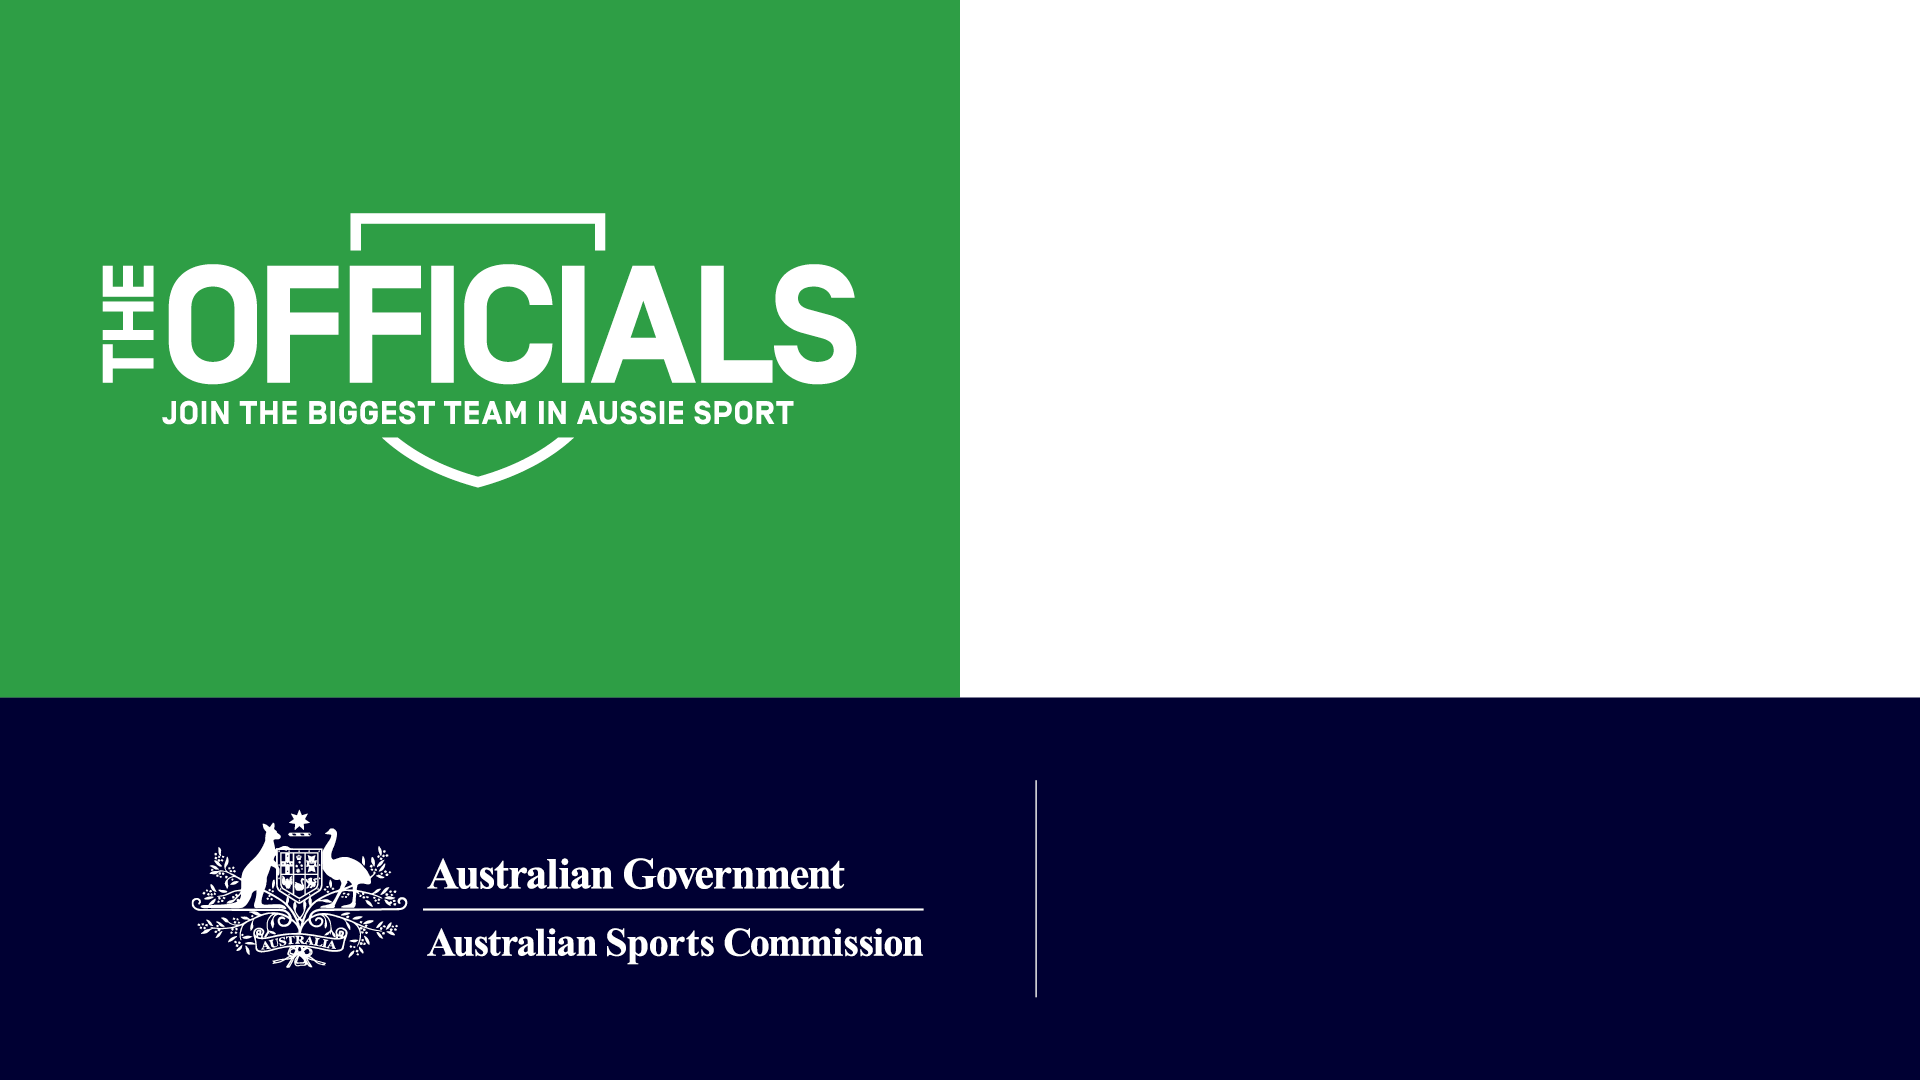 THE OFFICIALS
JOIN THE BIGGEST TEAM IN AUSSIE SPORT
AUSTRALIA
Australian Government
Australian Sports Commission